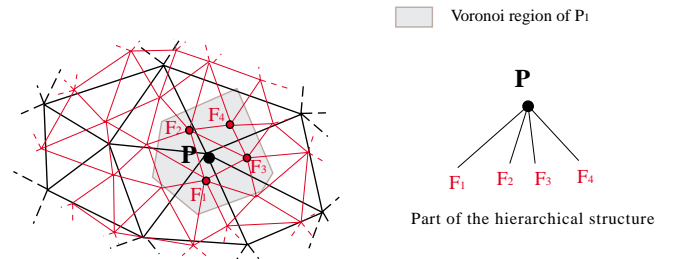 Voronoi region of P1
P
F2
F4
P
F3
F1
F1
F2
F3
F4
Part of the hierarchical structure